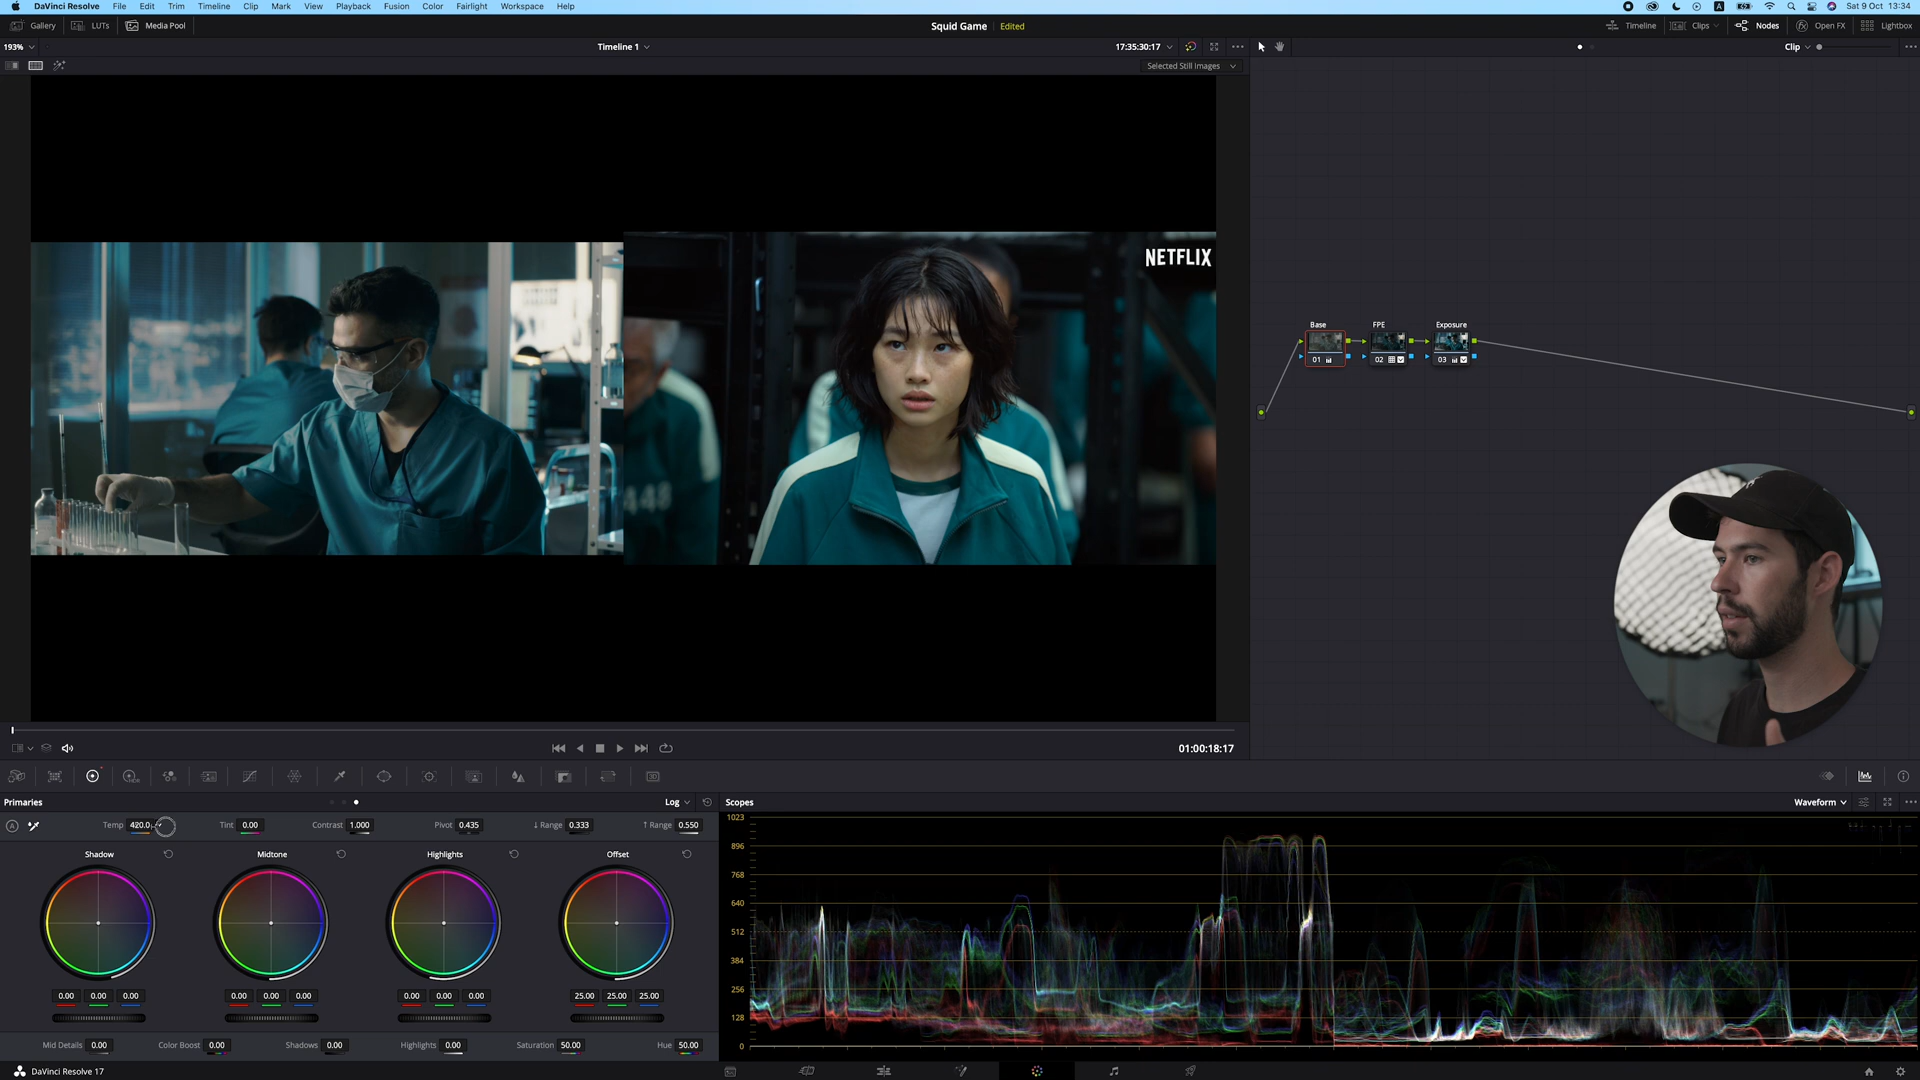 DaVinci Resolve File Edit Trim Timeline Clip Mark View Playback Fusion Color Fairlight Workspace Help Sat 9 Oct 13:34
Gallery LUTs Media Pool Squid Game Edited Timeline Clips Nodes Open FX Lightbox
193% Timeline 1 17:35:30:17 Clip
Selected Still Images
NETFLIX
Base FPE Exposure
01 02 03
448
01:00:18:17
Primaries Log Scopes Waveform
Temp 420.0 Tint 0.00 Contrast 1.000 Pivot 0.435 ↓ Range 0.333 ↑ Range 0.550
Shadow Midtone Highlights Offset
0.00 0.00 0.00 0.00 0.00 0.00 0.00 0.00 0.00 25.00 25.00 25.00
Mid Details 0.00 Color Boost 0.00 Shadows 0.00 Highlights 0.00 Saturation 50.00 Hue 50.00
1023
896
768
640
512
384
256
128
0
DaVinci Resolve 17